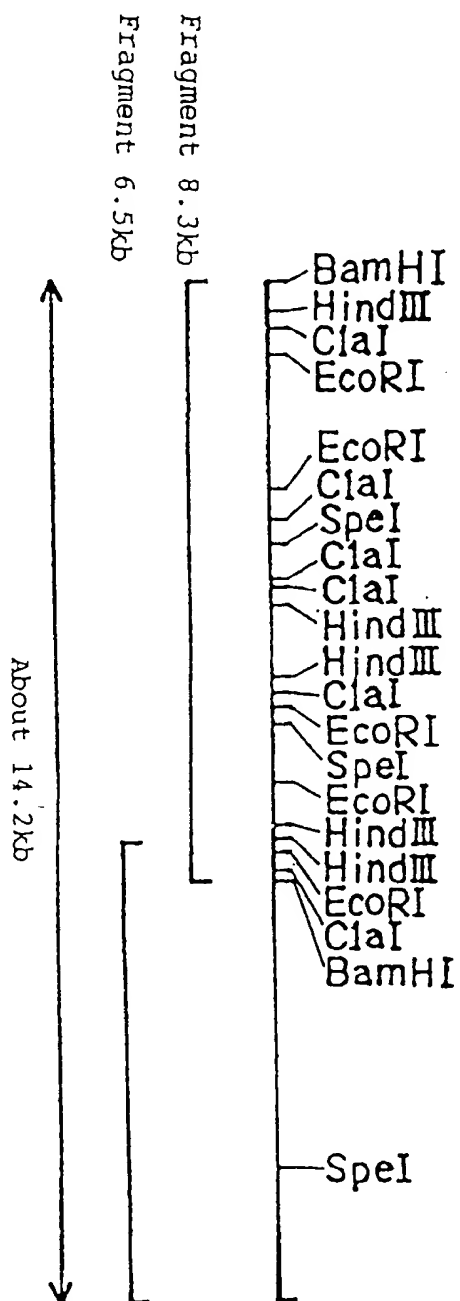 Fragment 8.3kb
Fragment 6.5kb
About 14.2kb
BamHI
HindIII
ClaI
EcoRI
EcoRI
ClaI
SpeI
ClaI
ClaI
HindIII
HindIII
ClaI
EcoRI
SpeI
EcoRI
HindIII
HindIII
EcoRI
ClaI
BamHI
SpeI